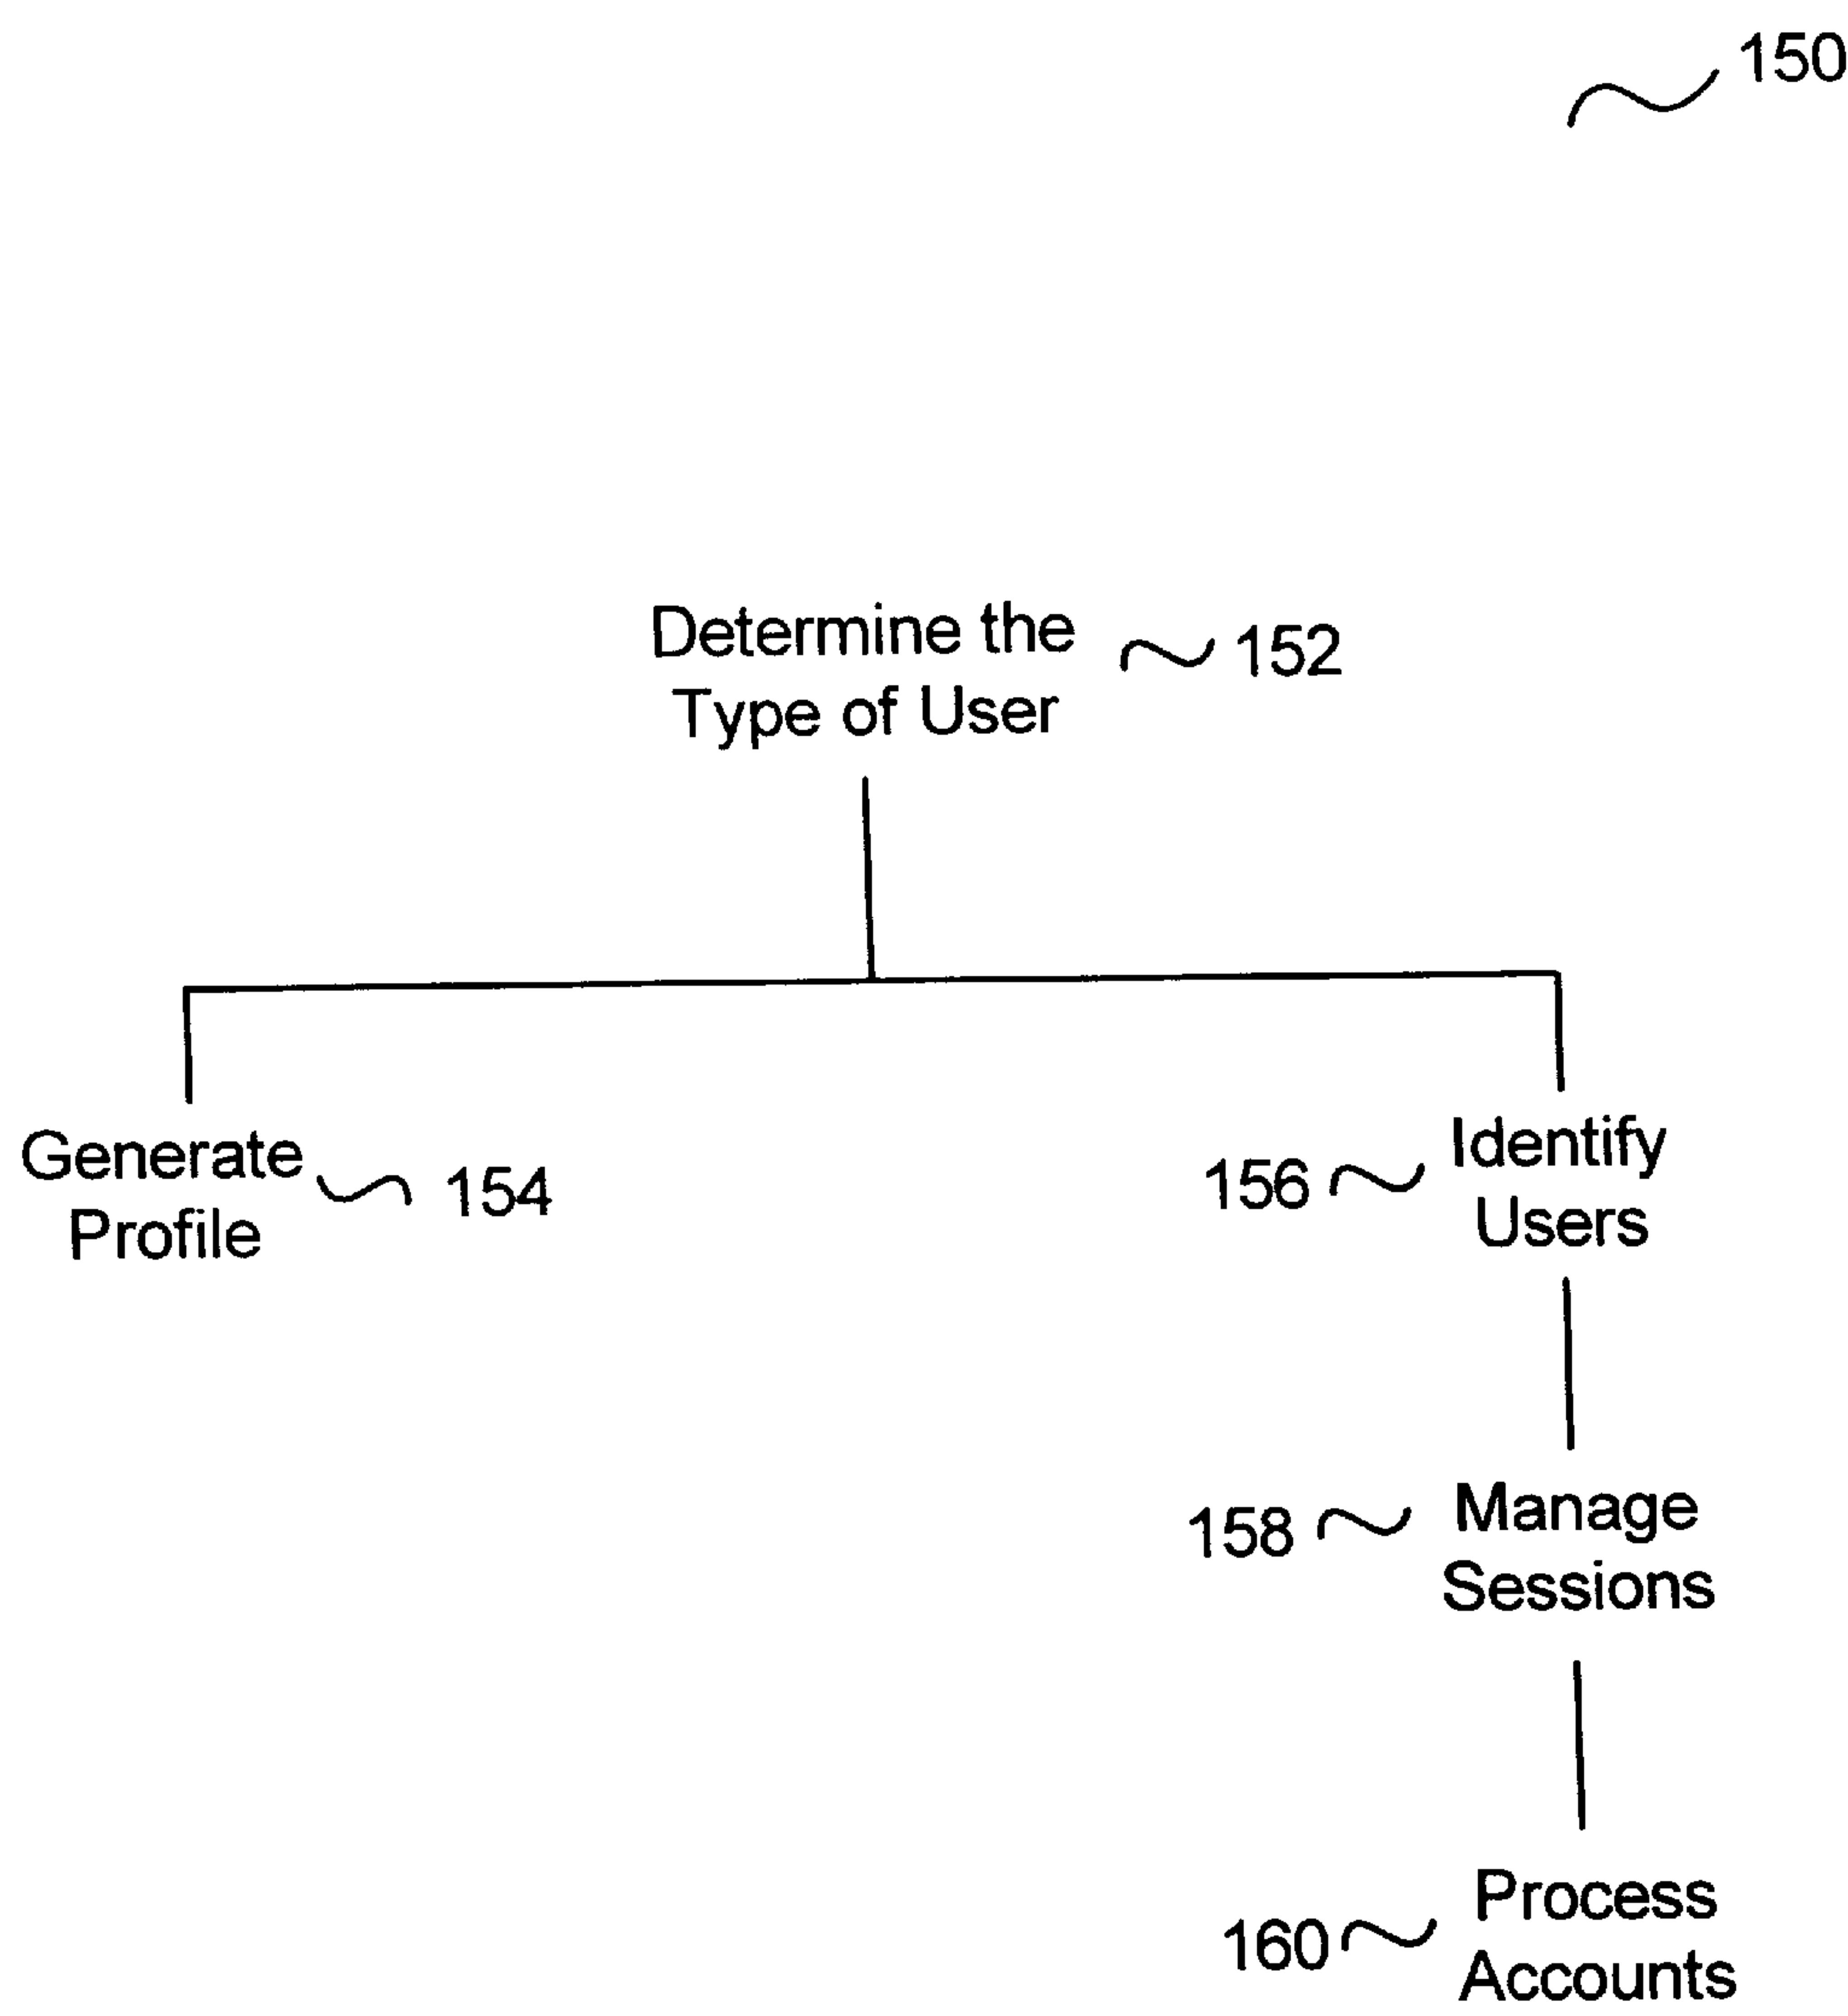 150
Determine the
Type of User
152
Generate
Profile
154
156
Identify
Users
158
Manage
Sessions
160
Process
Accounts